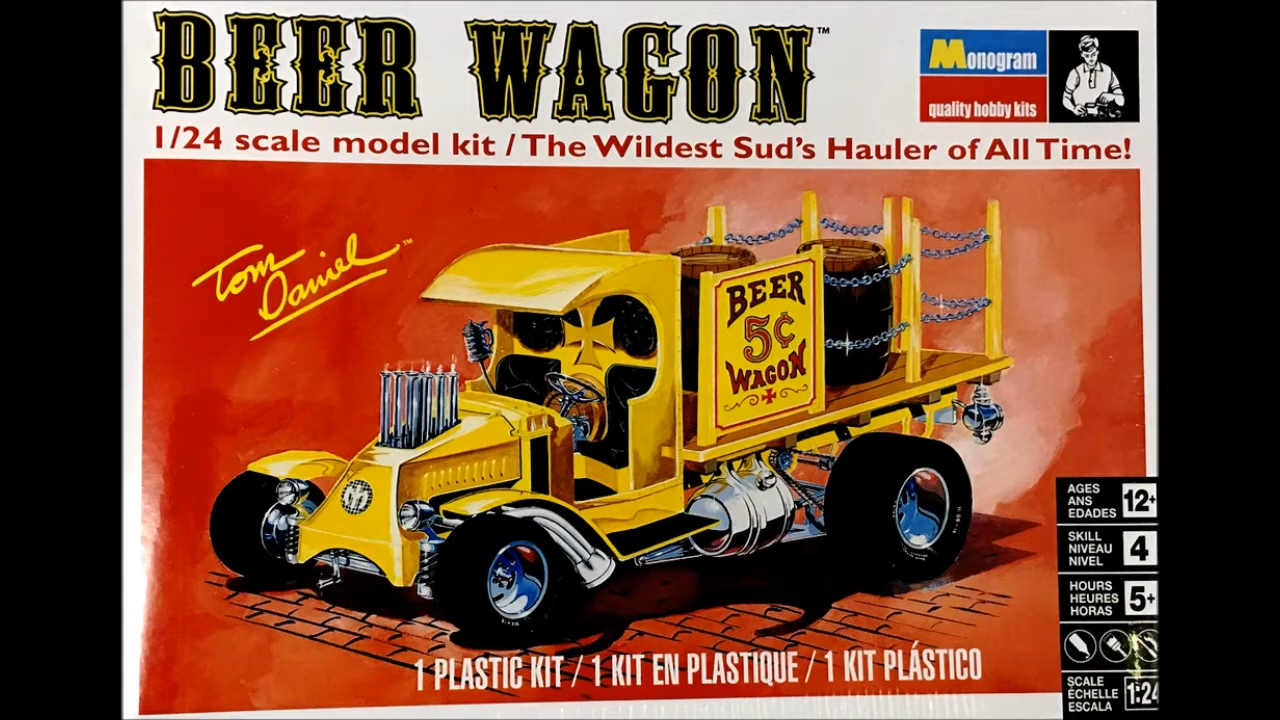 BEER WAGON™
Monogram
quality hobby kits
1/24 scale model kit / The Wildest Sud's Hauler of All Time!
Tom Daniel™
BEER
5¢
WAGON
AGES
ANS
EDADES
12+
SKILL
NIVEAU
NIVEL
4
HOURS
HEURES
HORAS
5+
1 PLASTIC KIT / 1 KIT EN PLASTIQUE / 1 KIT PLÁSTICO
SCALE
ÉCHELLE
ESCALA
1:24